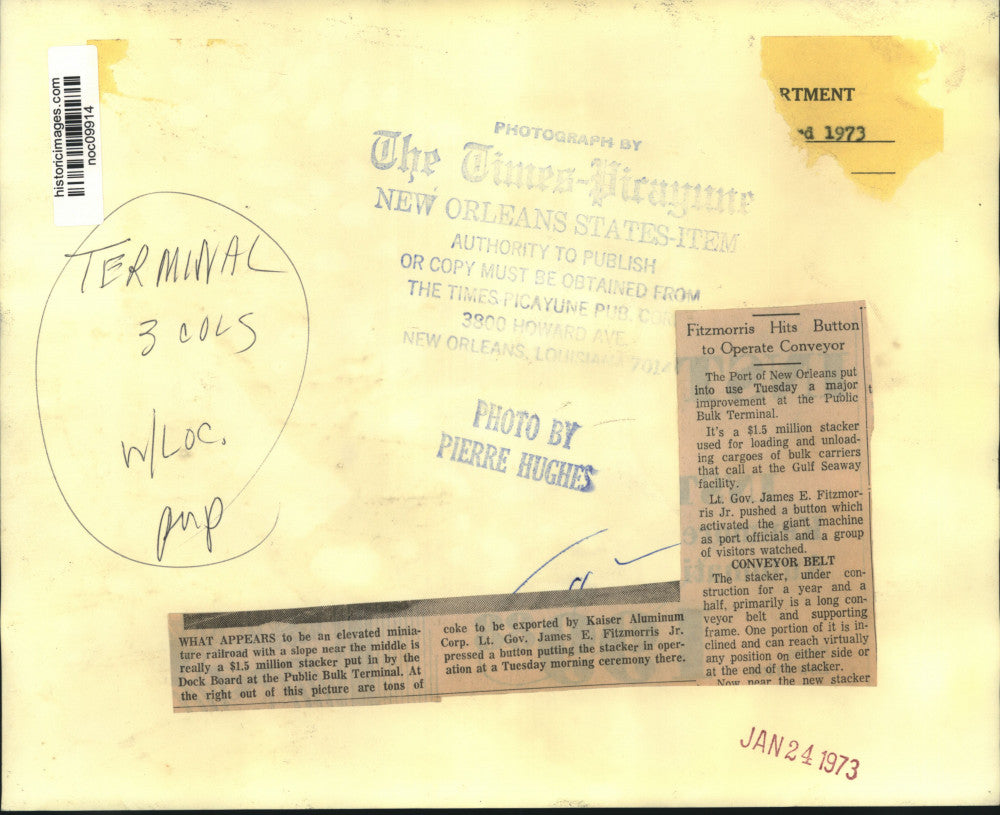 historicimages.com
noc09914
RTMENT
1973
PHOTOGRAPH BY
The Times-Picayune
NEW ORLEANS STATES-ITEM
AUTHORITY TO PUBLISH
OR COPY MUST BE OBTAINED FROM
THE TIMES-PICAYUNE PUB. COR
3800 HOWARD AVE.
NEW ORLEANS, LOUISIANA
TERMINAL
3 COLS
W/LOC.
PHOTO BY
PIERRE HUGHES
Fitzmorris Hits Button
to Operate Conveyor
The Port of New Orleans put
into use Tuesday a major
improvement at the Public
Bulk Terminal.
It's a $1.5 million stacker
used for loading and unload-
ing cargoes of bulk carriers
that call at the Gulf Seaway
facility.
Lt. Gov. James E. Fitzmor-
ris Jr. pushed a button which
activated the giant machine
as port officials and a group
of visitors watched.
CONVEYOR BELT
The stacker, under con-
struction for a year and a
half, primarily is a long con-
veyor belt and supporting
frame. One portion of it is in-
clined and can reach virtually
any position on either side or
at the end of the stacker.
Now near the new stacker
WHAT APPEARS to be an elevated minia-
ture railroad with a slope near the middle is
really a $1.5 million stacker put in by the
Dock Board at the Public Bulk Terminal. At
the right out of this picture are tons of
coke to be exported by Kaiser Aluminum
Corp. Lt. Gov. James E. Fitzmorris Jr.
pressed a button putting the stacker in oper-
ation at a Tuesday morning ceremony there.
JAN 24 1973